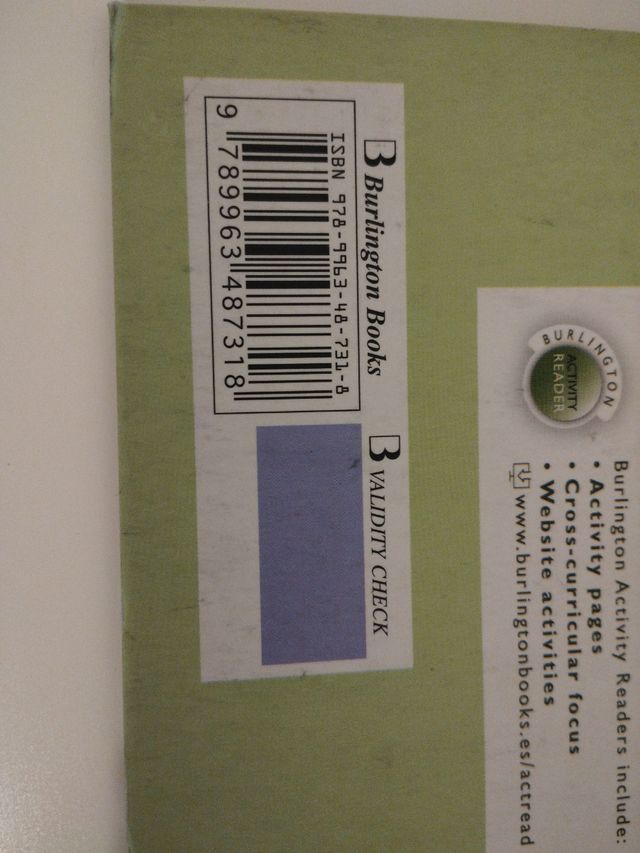 BURLINGTON
ACTIVITY
READER
Burlington Activity Readers include:
• Activity pages
• Cross-curricular focus
• Website activities
www.burlingtonbooks.es/actread
B Burlington Books
ISBN 978-9963-48-731-8
9 789963 487318
B VALIDITY CHECK